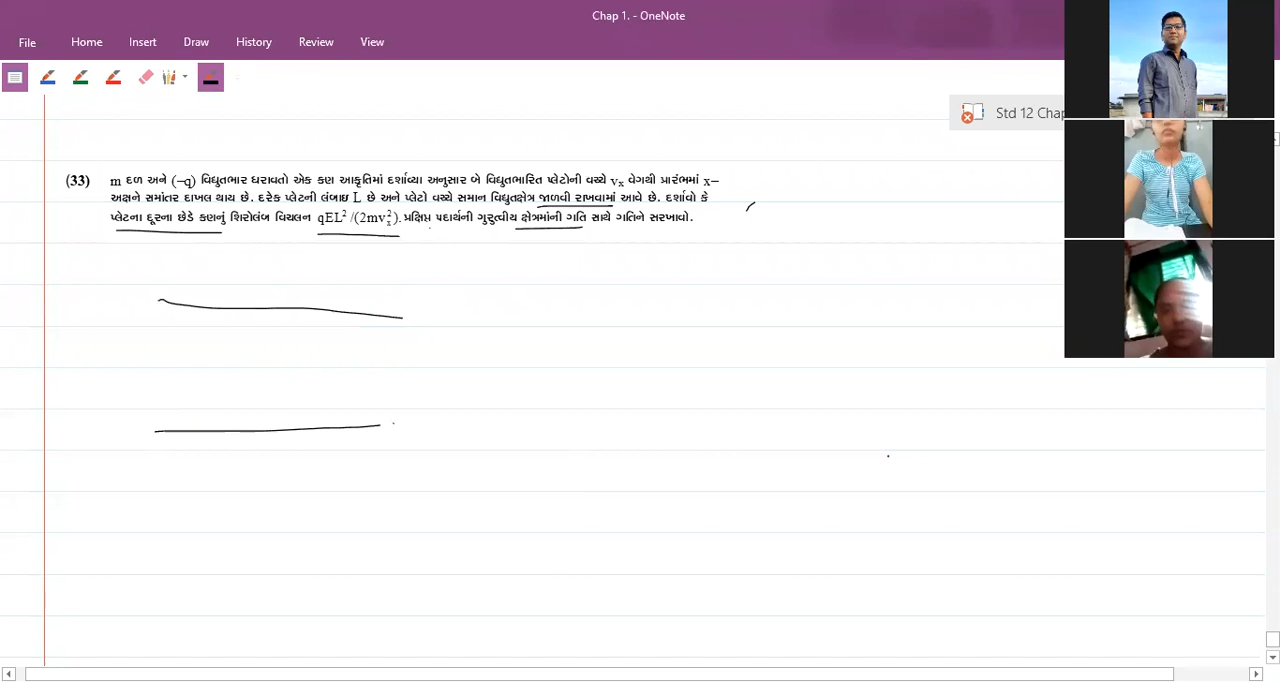 Chap 1. - OneNote
File Home Insert Draw History Review View
Std 12 Chap
(33) m દળ અને (–q) વિદ્યુતભાર ધરાવતો એક કણ આકૃતિમાં દર્શાવ્યા અનુસાર બે વિદ્યુતભારિત પ્લેટોની વચ્ચે vₓ વેગથી પ્રારંભમાં x–
અક્ષને સમાંતર દાખલ થાય છે. દરેક પ્લેટની લંબાઇ L છે અને પ્લેટો વચ્ચે સમાન વિદ્યુતક્ષેત્ર જાળવી રાખવામાં આવે છે. દર્શાવો કે
પ્લેટના દૂરના છેડે કણનું શિરોલંબ વિચલન qEL²/(2mvₓ²). પ્રક્ષિપ્ત પદાર્થની ગુરુત્વીય ક્ષેત્રમાંની ગતિ સાથે ગતિને સરખાવો.